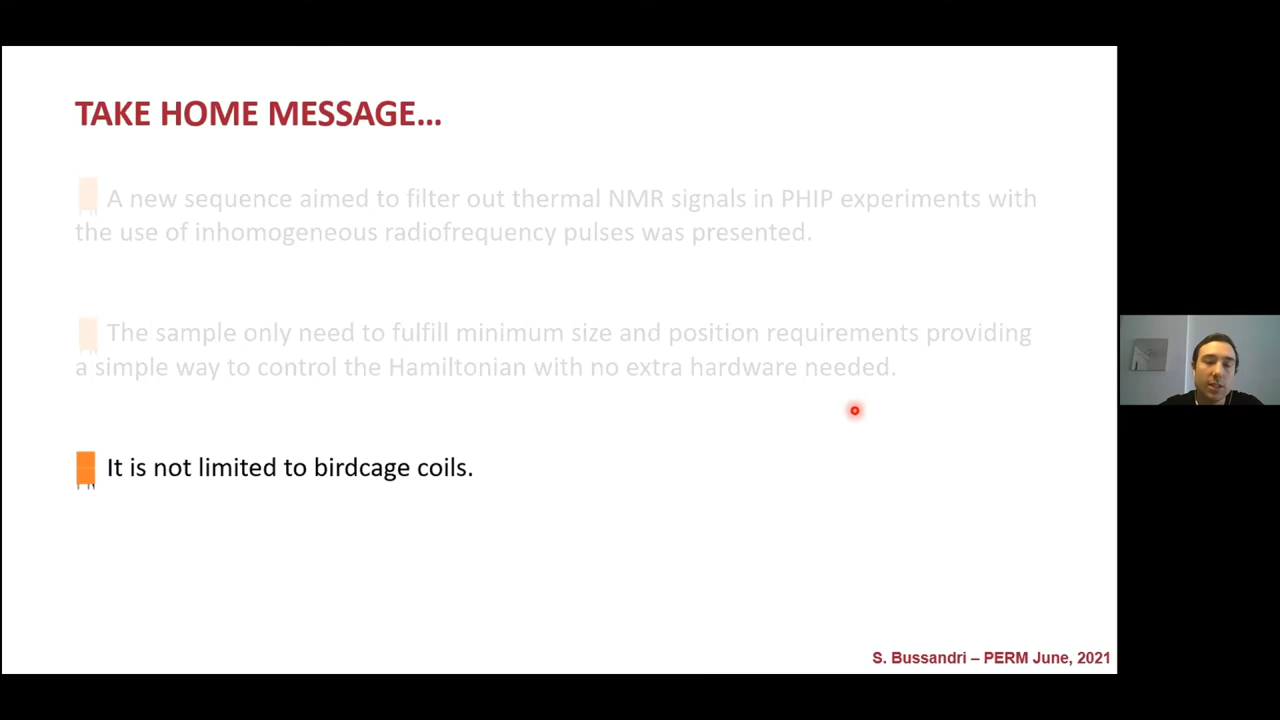 TAKE HOME MESSAGE...
A new sequence aimed to filter out thermal NMR signals in PHIP experiments with
the use of inhomogeneous radiofrequency pulses was presented.
The sample only need to fulfill minimum size and position requirements providing
a simple way to control the Hamiltonian with no extra hardware needed.
It is not limited to birdcage coils.
S. Bussandri – PERM June, 2021